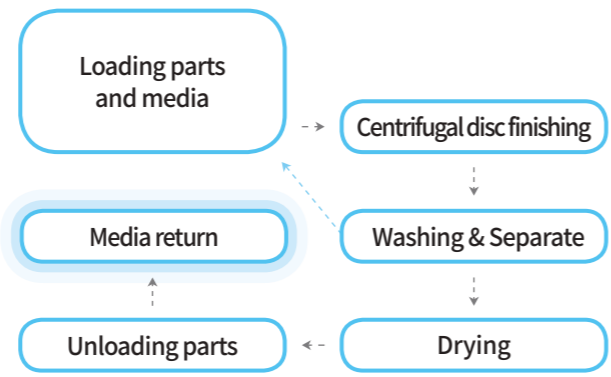 Loading parts
and media
Centrifugal disc finishing
Washing & Separate
Drying
Unloading parts
Media return